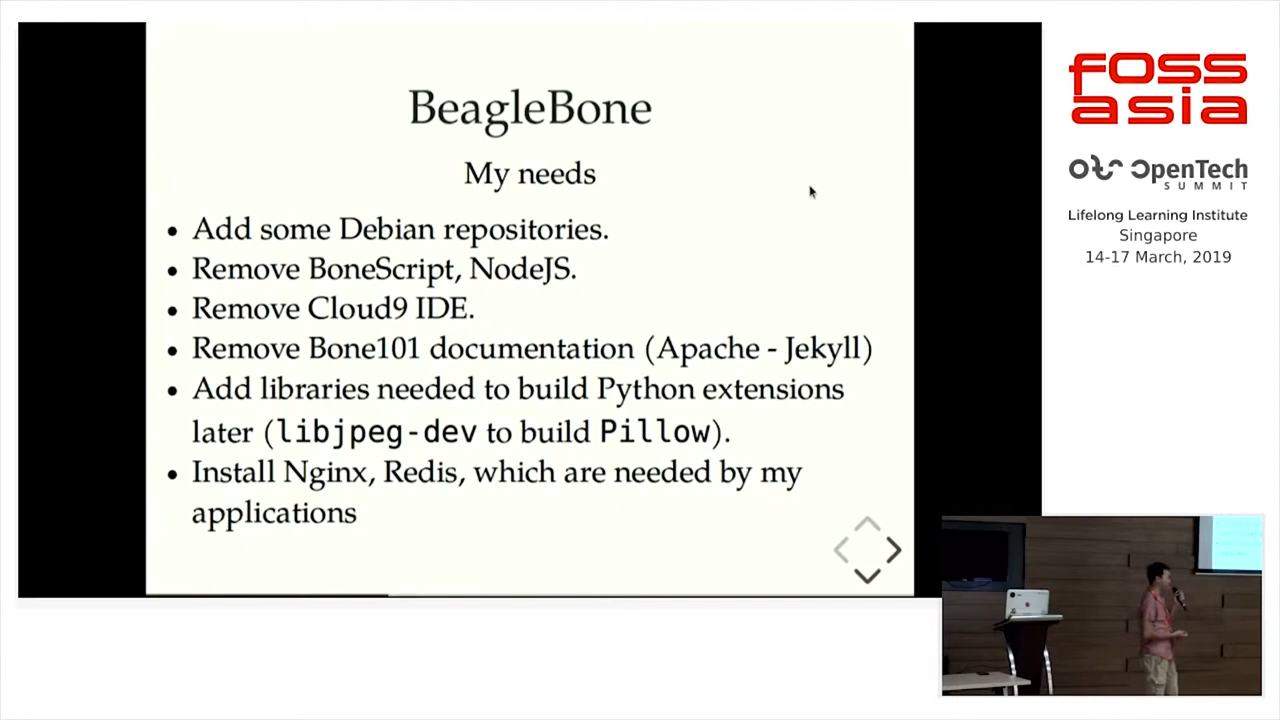 BeagleBone
My needs
• Add some Debian repositories.
• Remove BoneScript, NodeJS.
• Remove Cloud9 IDE.
• Remove Bone101 documentation (Apache - Jekyll)
• Add libraries needed to build Python extensions
later (libjpeg-dev to build Pillow).
• Install Nginx, Redis, which are needed by my
applications
FOSS
asia
OpenTech
SUMMIT
Lifelong Learning Institute
Singapore
14-17 March, 2019